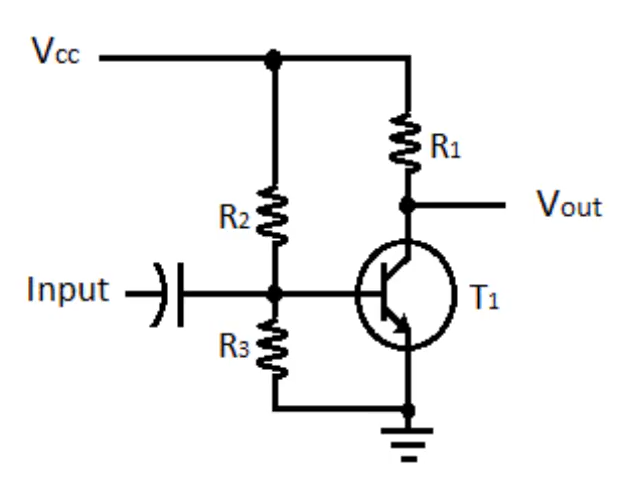 Vcc
R1
Vout
R2
Input
T1
R3